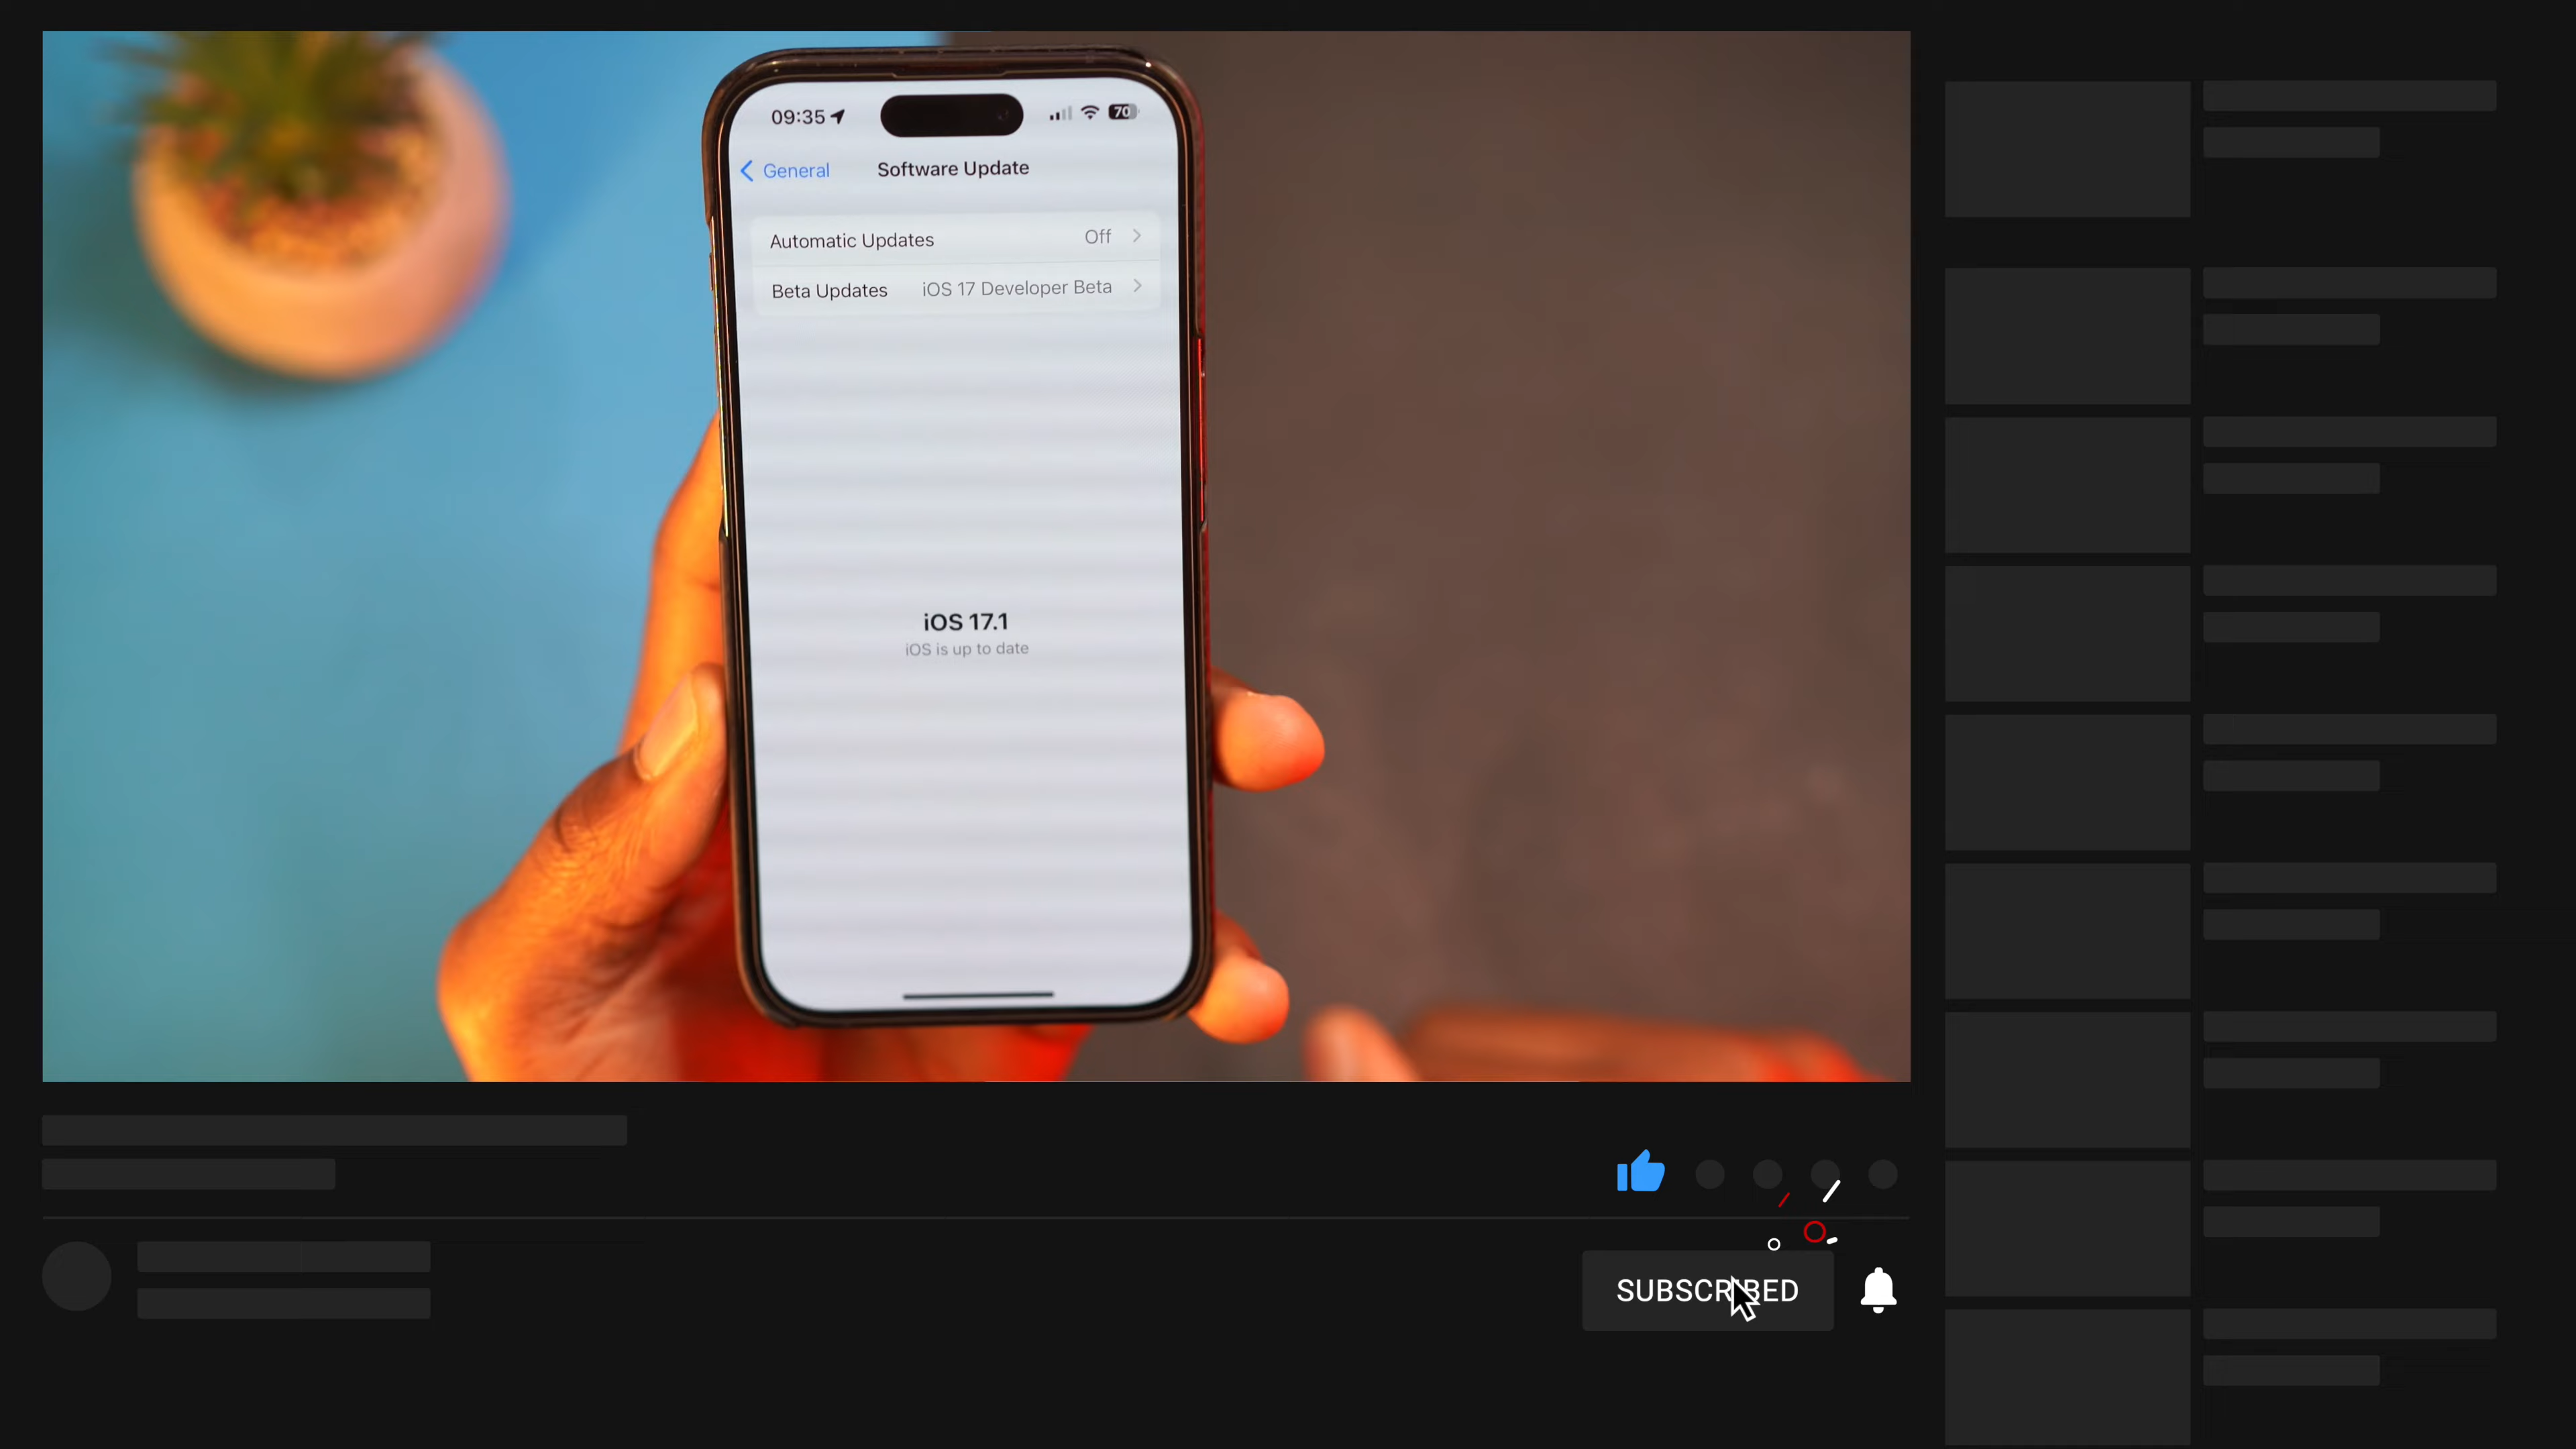 09:35
70
General
Software Update
Automatic Updates Off
Beta Updates iOS 17 Developer Beta
iOS 17.1
iOS is up to date
SUBSCRIBED